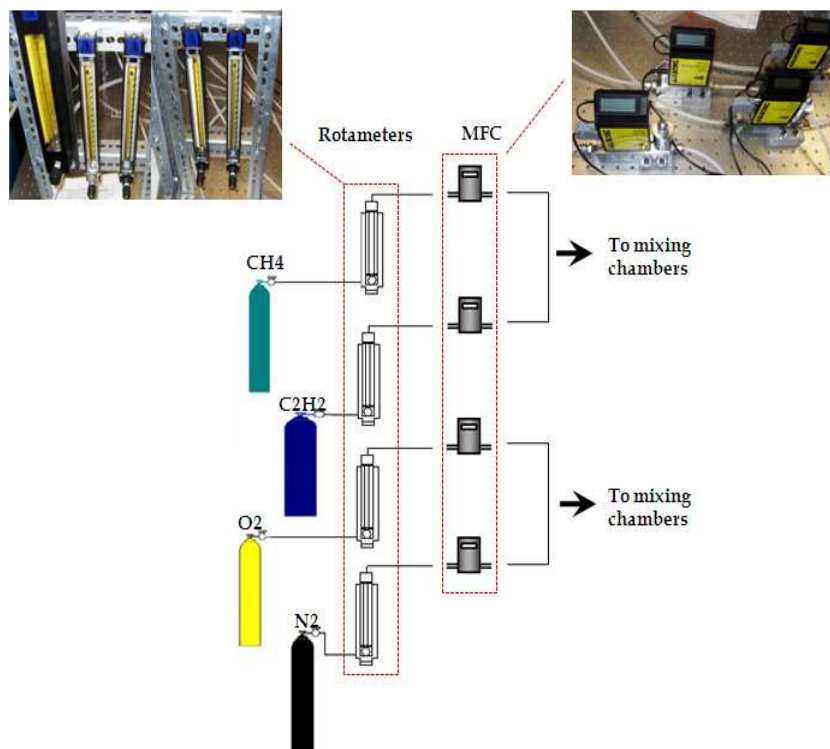 Rotameters
MFC
CH4
To mixing
chambers
C2H2
O2
To mixing
chambers
N2